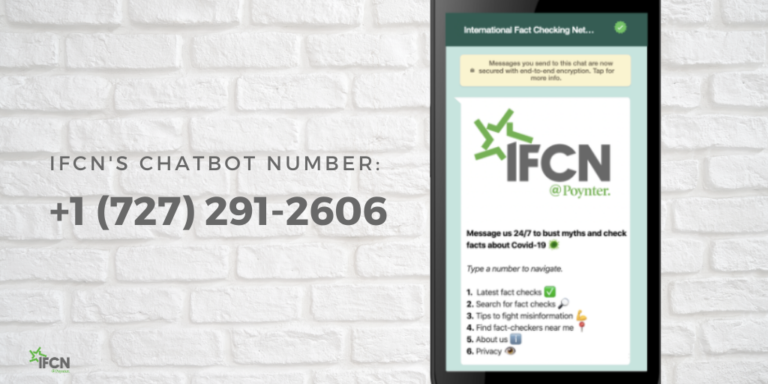 IFCN'S CHATBOT NUMBER:
+1 (727) 291-2606
IFCN
@Poynter.
International Fact Checking Net...
Messages you send to this chat are now
secured with end-to-end encryption. Tap for
more info.
IFCN
@Poynter.
Message us 24/7 to bust myths and check
facts about Covid-19
Type a number to navigate.
1. Latest fact checks ✅
2. Search for fact checks 🔎
3. Tips to fight misinformation 💪
4. Find fact-checkers near me 📍
5. About us ℹ️
6. Privacy 👁️